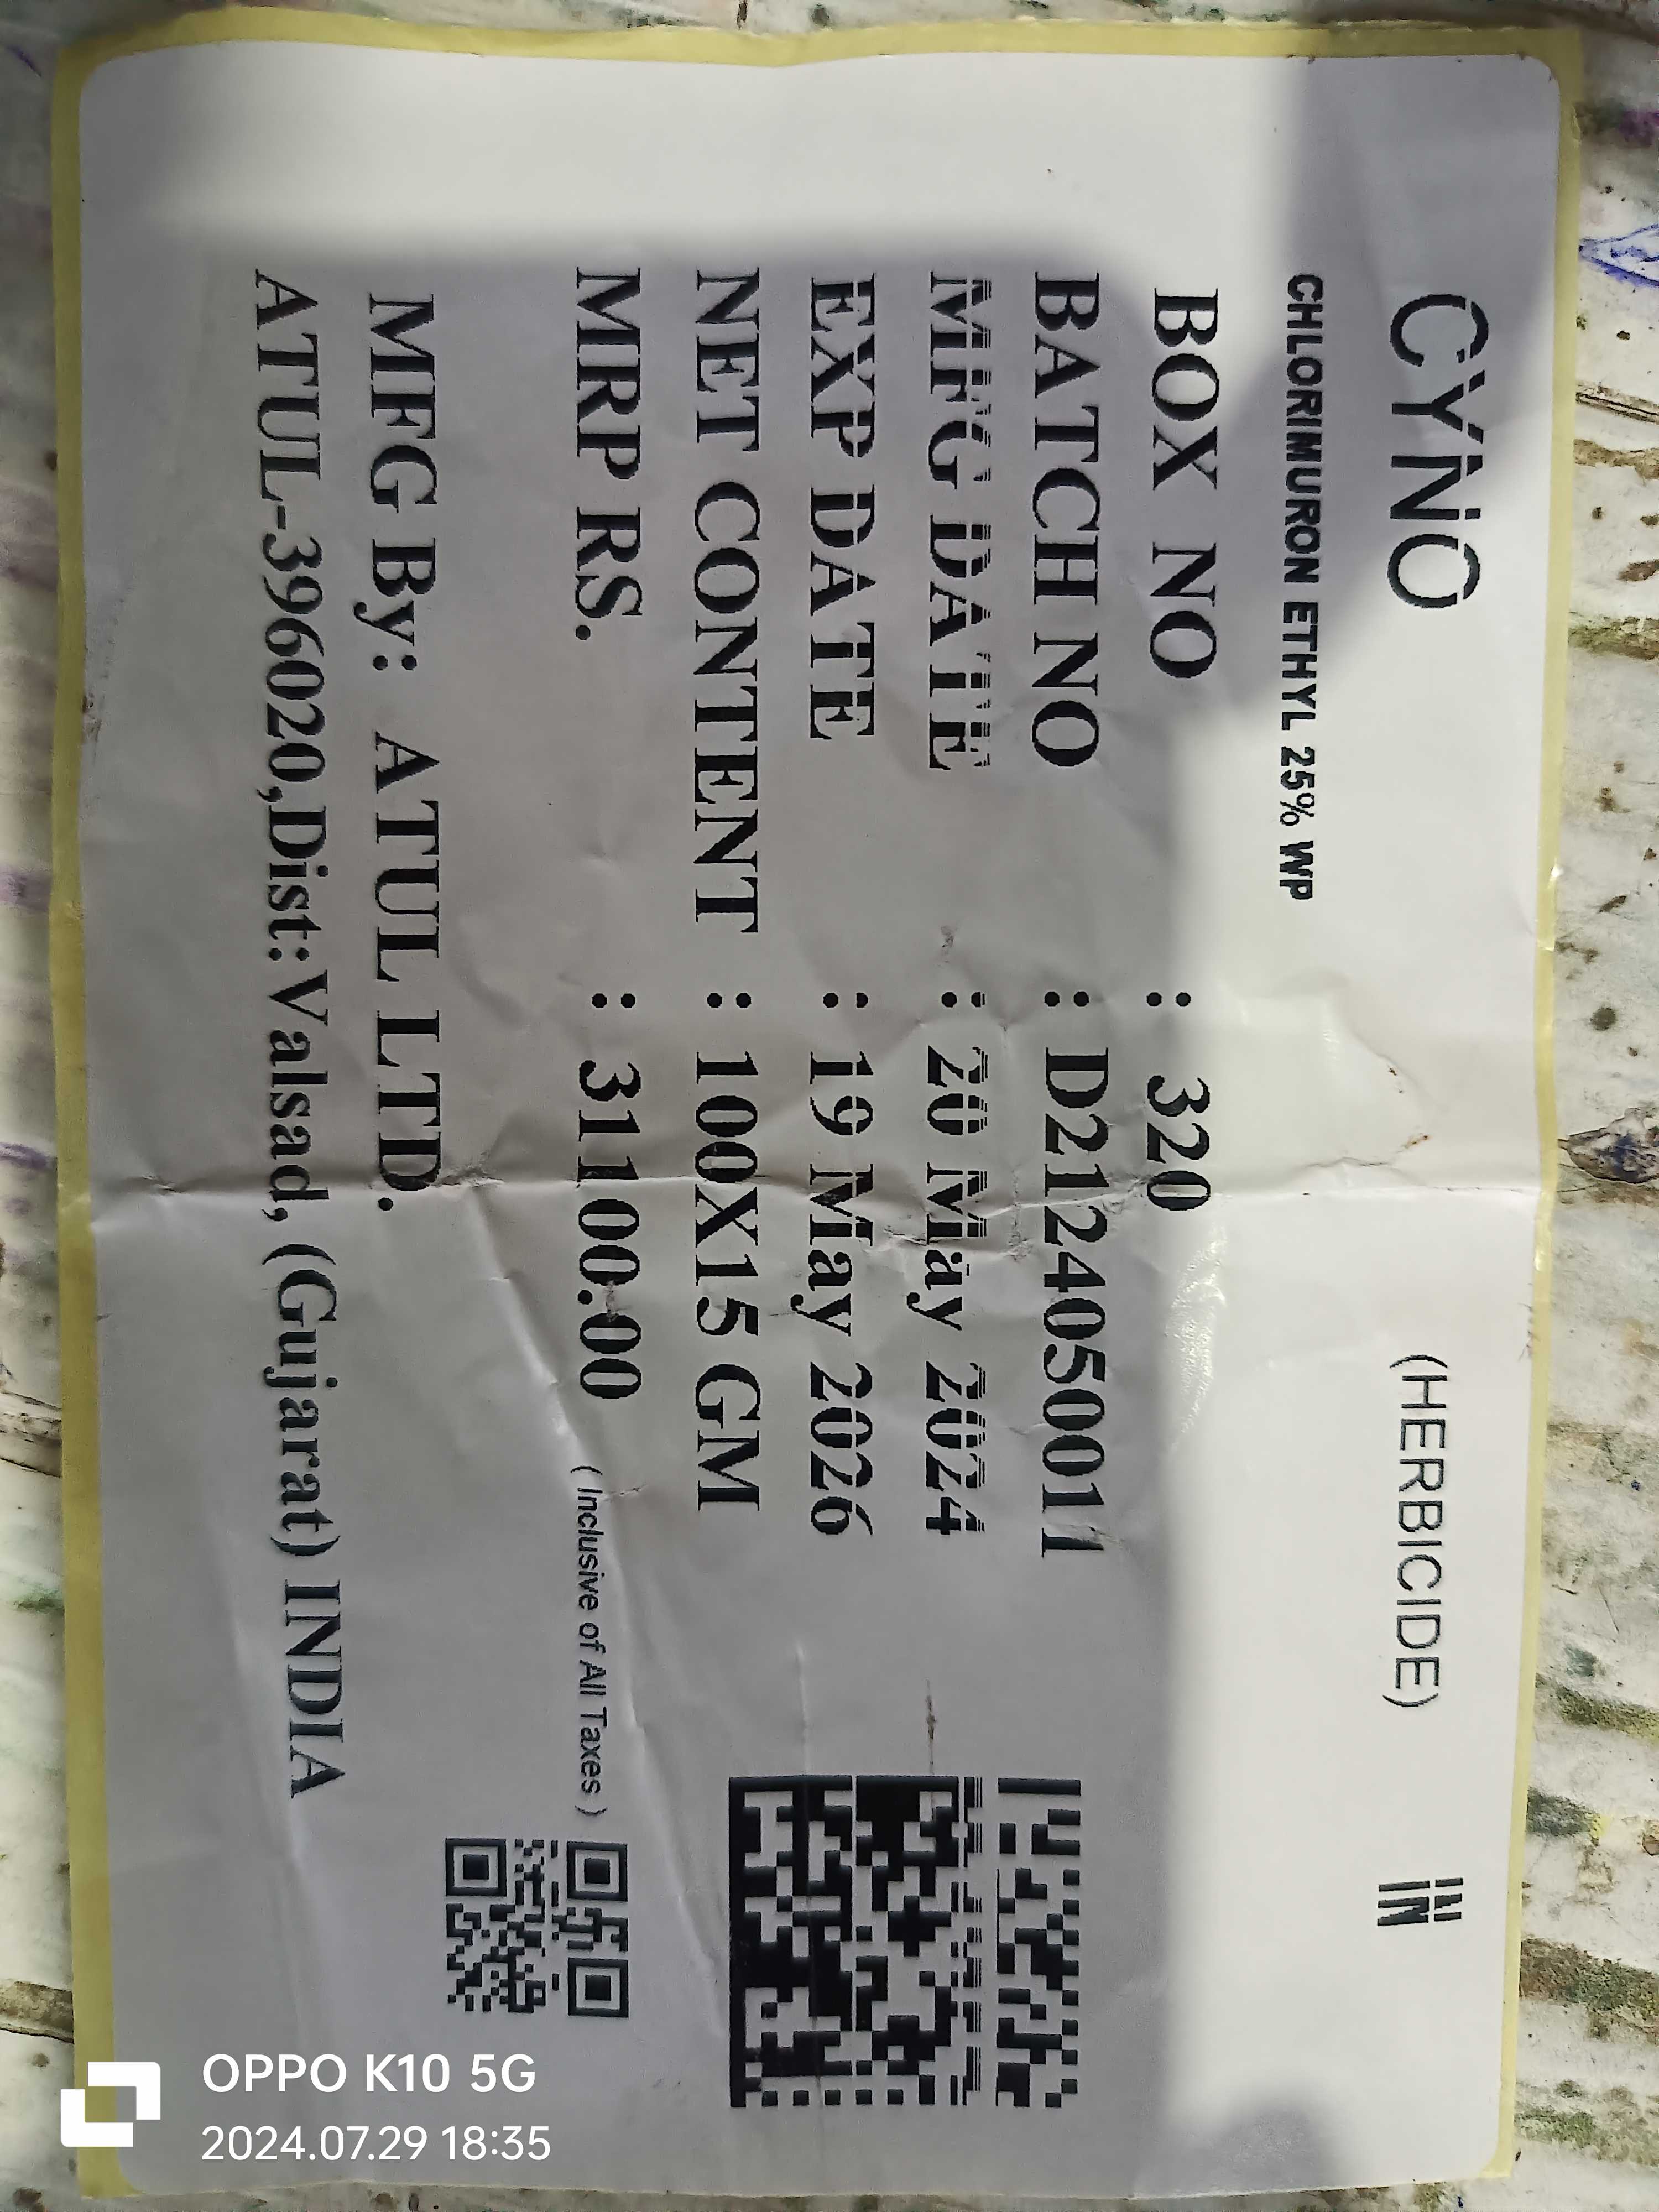 CYNO (HERBICIDE) IN
CHLORIMURON ETHYL 25% WP
BOX NO : 320
BATCH NO : D212405001
MFG DATE : 20 May 2024
EXP DATE : 19 May 2026
NET CONTENT : 100X15 GM
MRP RS. : 31100.00 ( Inclusive of All Taxes )
MFG By: ATUL LTD.
ATUL-396020,Dist:Valsad, (Gujarat) INDIA
OPPO K10 5G
2024.07.29 18:35